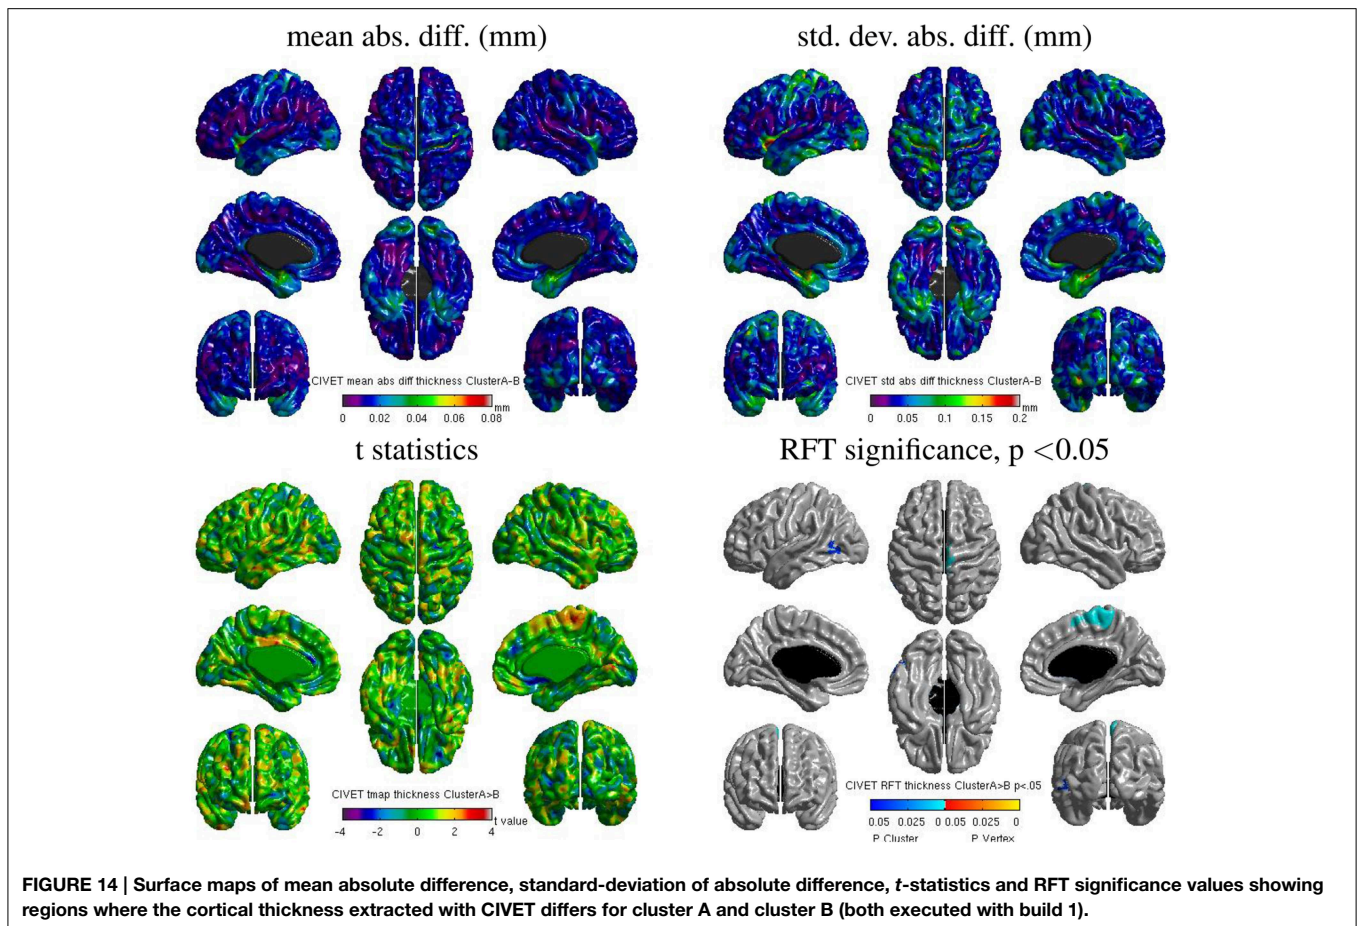 mean abs. diff. (mm)
std. dev. abs. diff. (mm)
CIVET mean abs diff thickness ClusterA-B
mm
0 0.02 0.04 0.06 0.08
CIVET std abs diff thickness ClusterA-B
mm
0 0.05 0.1 0.15 0.2
t statistics
RFT significance, p <0.05
CIVET tmap thickness ClusterA>B
t value
-4 -2 0 2 4
CIVET RFT thickness ClusterA>B p<.05
0.05 0.025 0 0.05 0.025 0
P Cluster P Vertex
FIGURE 14 | Surface maps of mean absolute difference, standard-deviation of absolute difference, t-statistics and RFT significance values showing
regions where the cortical thickness extracted with CIVET differs for cluster A and cluster B (both executed with build 1).